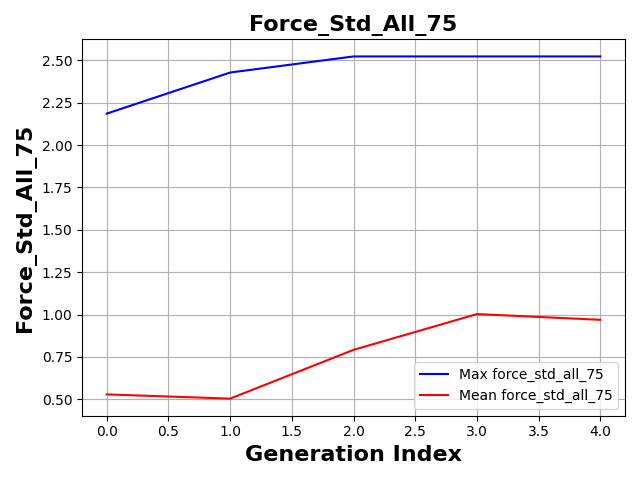 Force_Std_All_75
Force_Std_All_75
2.50
2.25
2.00
1.75
1.50
1.25
1.00
0.75
0.50
Max force_std_all_75
Mean force_std_all_75
0.0 0.5 1.0 1.5 2.0 2.5 3.0 3.5 4.0
Generation Index